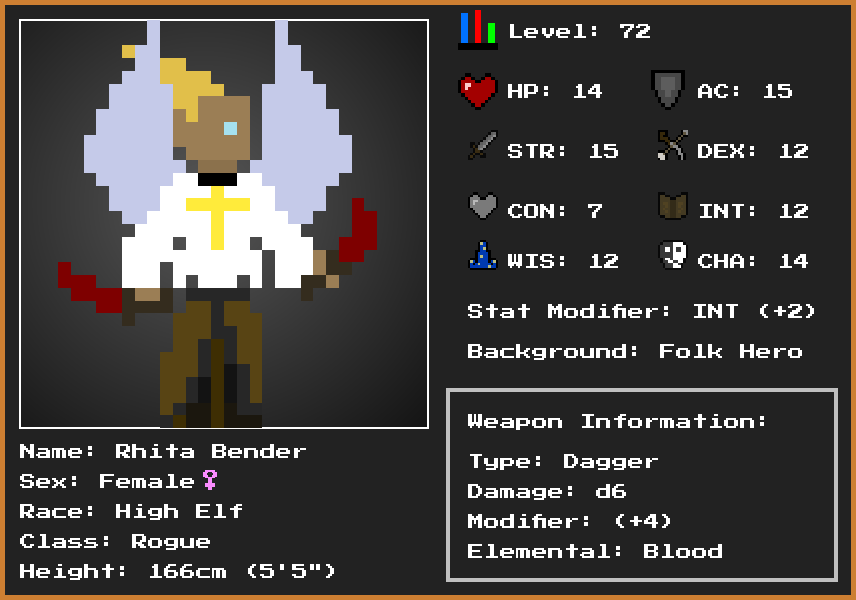 Level: 72
HP: 14
AC: 15
STR: 15
DEX: 12
CON: 7
INT: 12
WIS: 12
CHA: 14
Stat Modifier: INT (+2)
Background: Folk Hero
Weapon Information:
Type: Dagger
Damage: d6
Modifier: (+4)
Elemental: Blood
Name: Rhita Bender
Sex: Female♀
Race: High Elf
Class: Rogue
Height: 166cm (5'5")